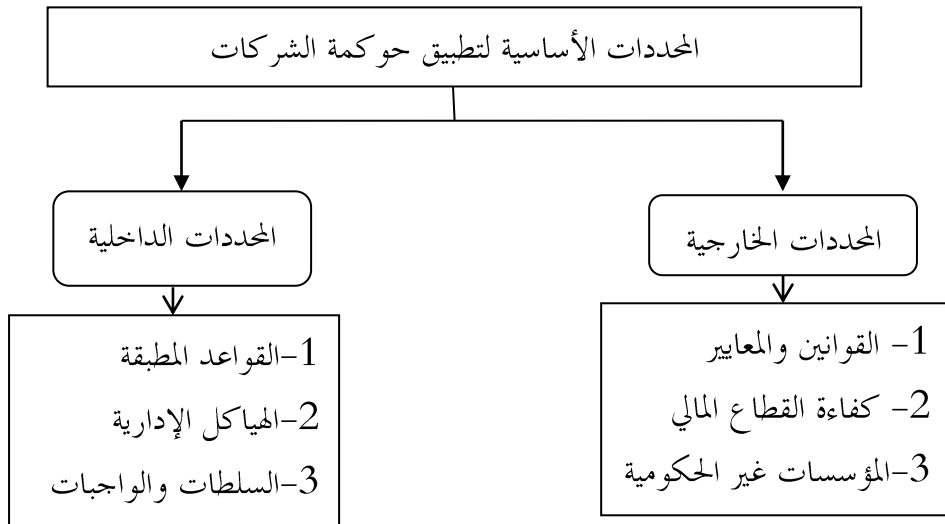 المحددات الأساسية لتطبيق حوكمة الشركات
المحددات الخارجية
1- القوانين والمعايير
2- كفاءة القطاع المالي
3-المؤسسات غير الحكومية
المحددات الداخلية
1-القواعد المطبقة
2-الهياكل الإدارية
3-السلطات والواجبات